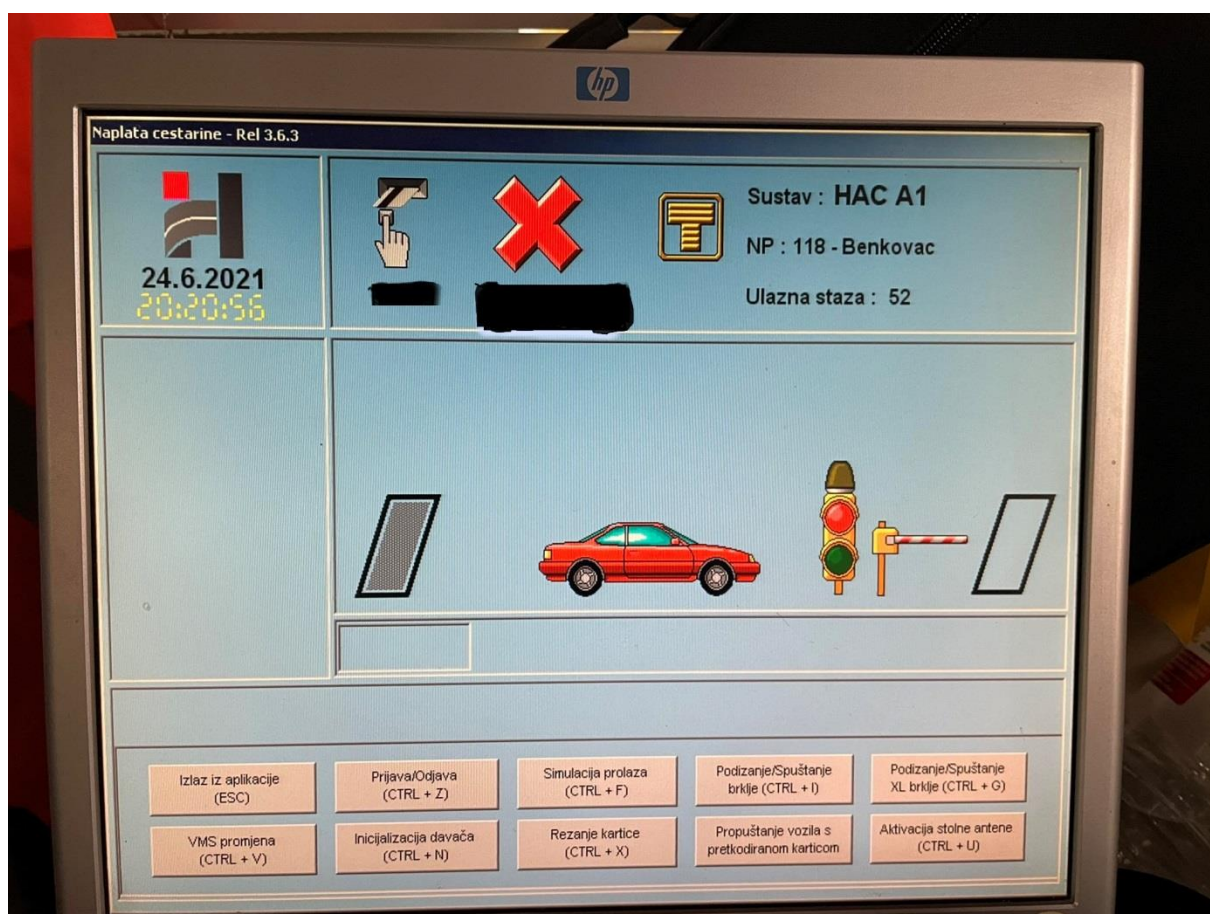 hp
Naplata cestarine - Rel 3.6.3
24.6.2021
20:20:56
Sustav : HAC A1
NP : 118 - Benkovac
Ulazna staza : 52
Izlaz iz aplikacije
(ESC)
Prijava/Odjava
(CTRL + Z)
Simulacija prolaza
(CTRL + F)
Podizanje/Spuštanje
brklje (CTRL + I)
Podizanje/Spuštanje
XL brklje (CTRL + G)
VMS promjena
(CTRL + V)
Inicijalizacija davača
(CTRL + N)
Rezanje kartice
(CTRL + X)
Propuštanje vozila s
pretkodiranom karticom
Aktivacija stolne antene
(CTRL + U)